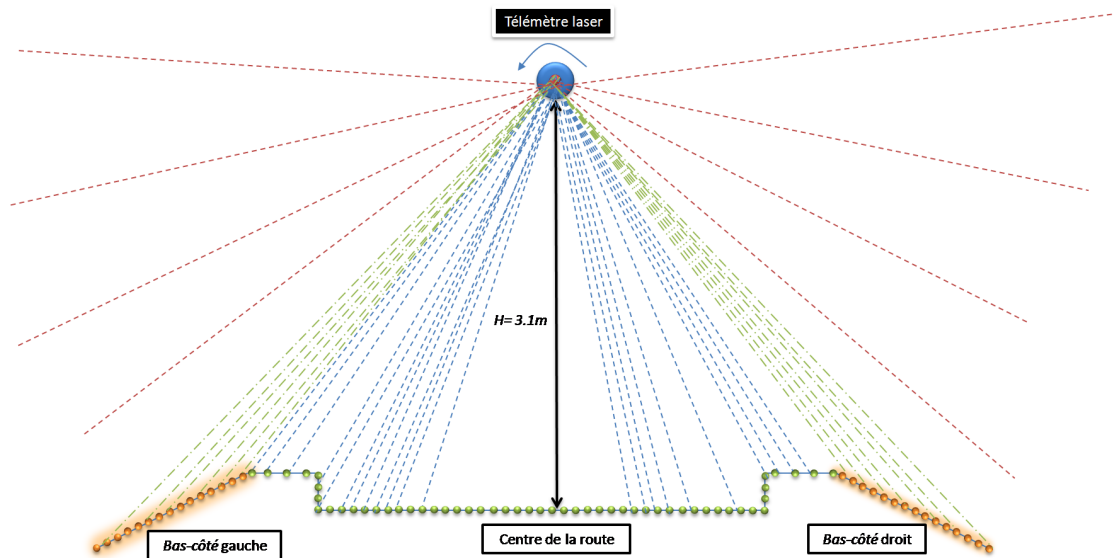 Télémètre laser
H= 3.1m
Bas-côté gauche
Centre de la route
Bas-côté droit